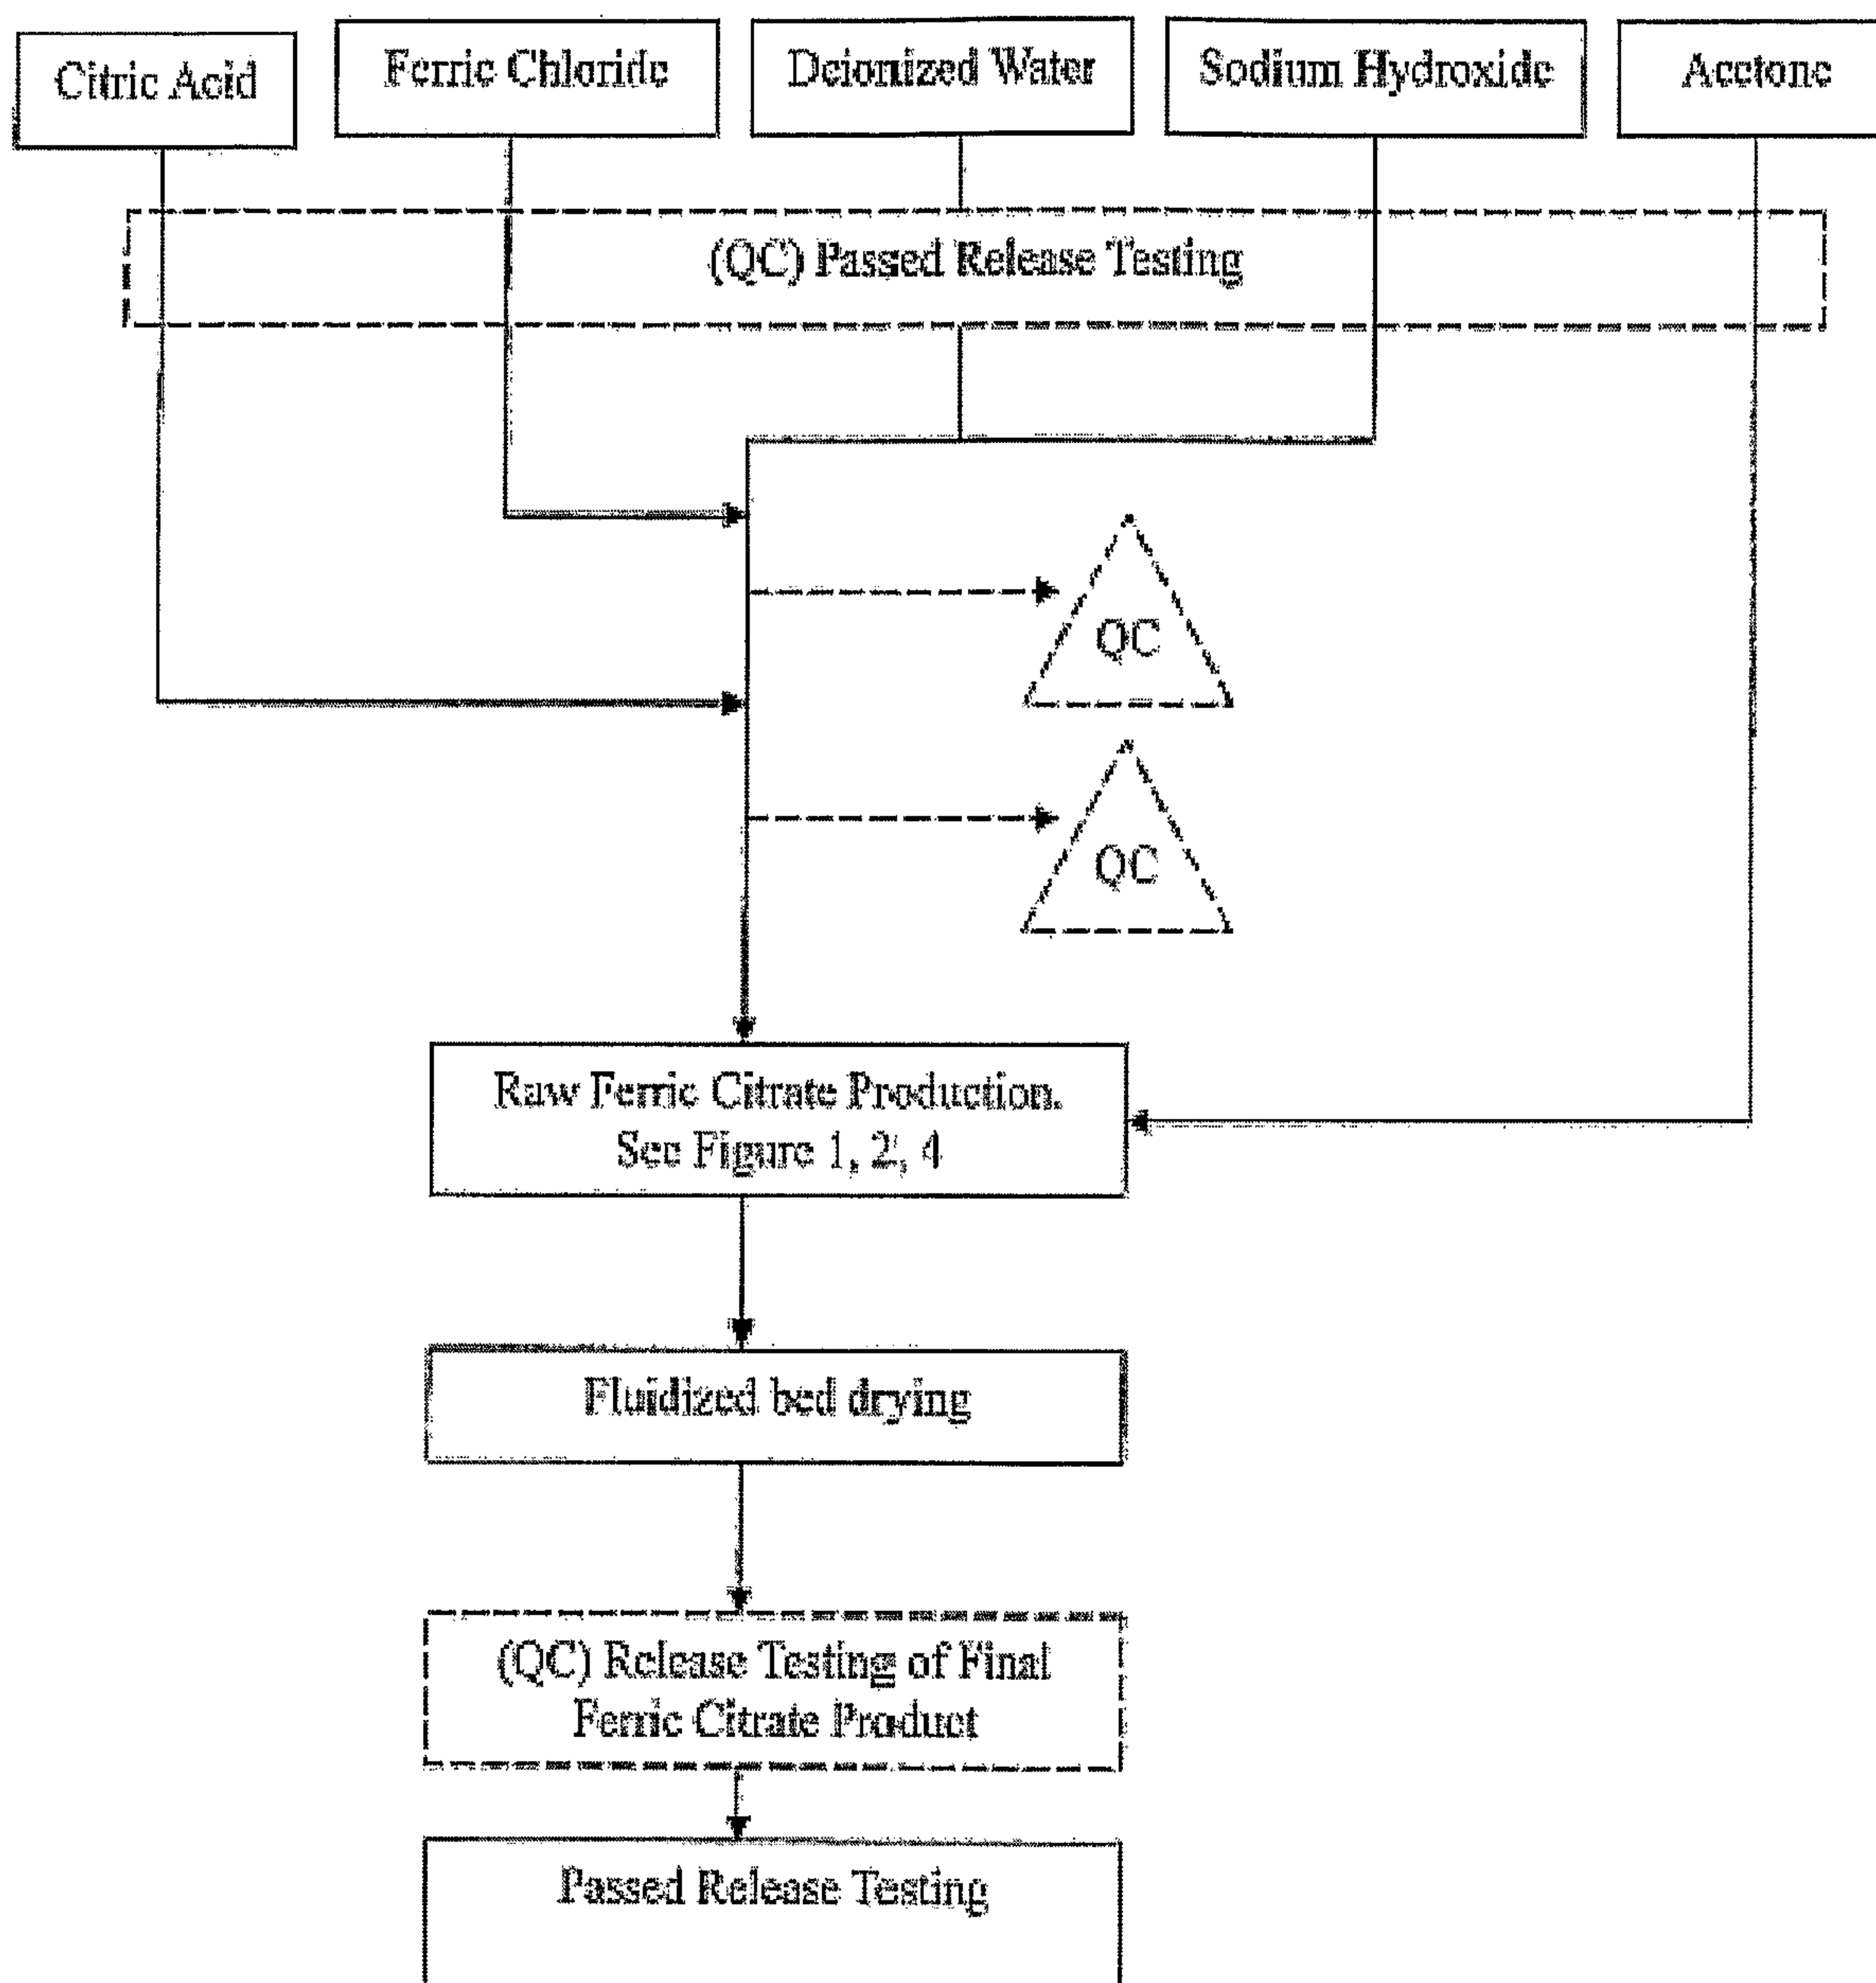 Citric Acid
Ferric Chloride
Deionized Water
Sodium Hydroxide
Acetone
(QC) Passed Release Testing
QC
QC
Raw Ferric Citrate Production.
See Figure 1, 2, 4
Fluidized bed drying
(QC) Release Testing of Final
Ferric Citrate Product
Passed Release Testing